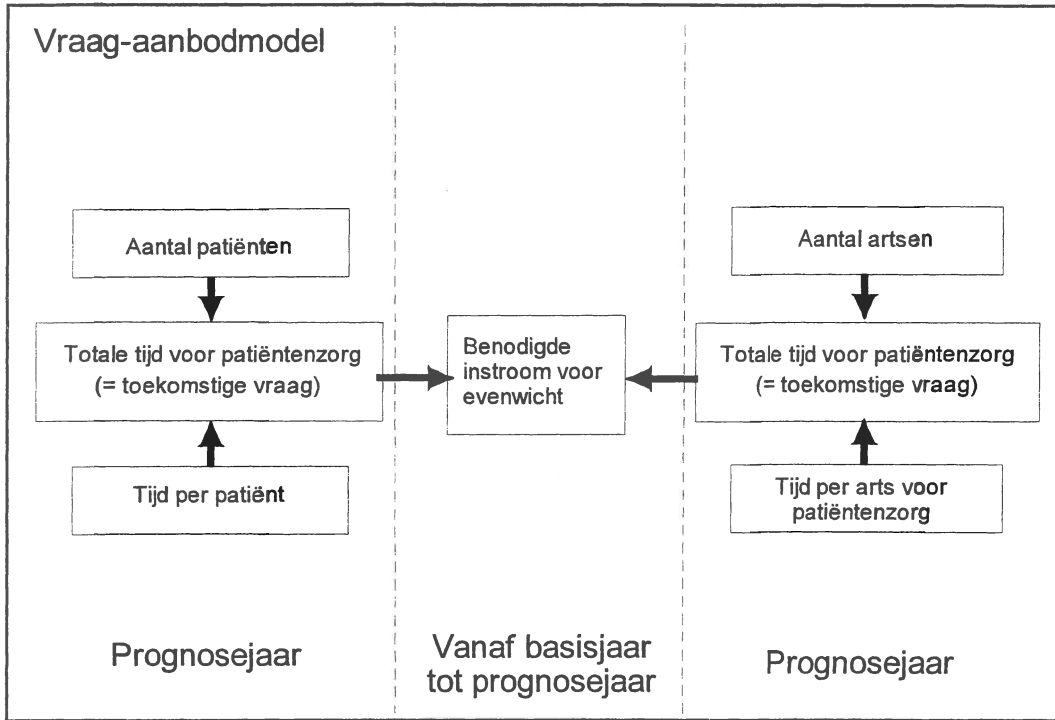 Vraag-aanbodmodel
Aantal patiënten
Totale tijd voor patiëntenzorg
(= toekomstige vraag)
Tijd per patiënt
Prognosejaar
Benodigde
instroom voor
evenwicht
Vanaf basisjaar
tot prognosejaar
Aantal artsen
Totale tijd voor patiëntenzorg
(= toekomstige vraag)
Tijd per arts voor
patiëntenzorg
Prognosejaar